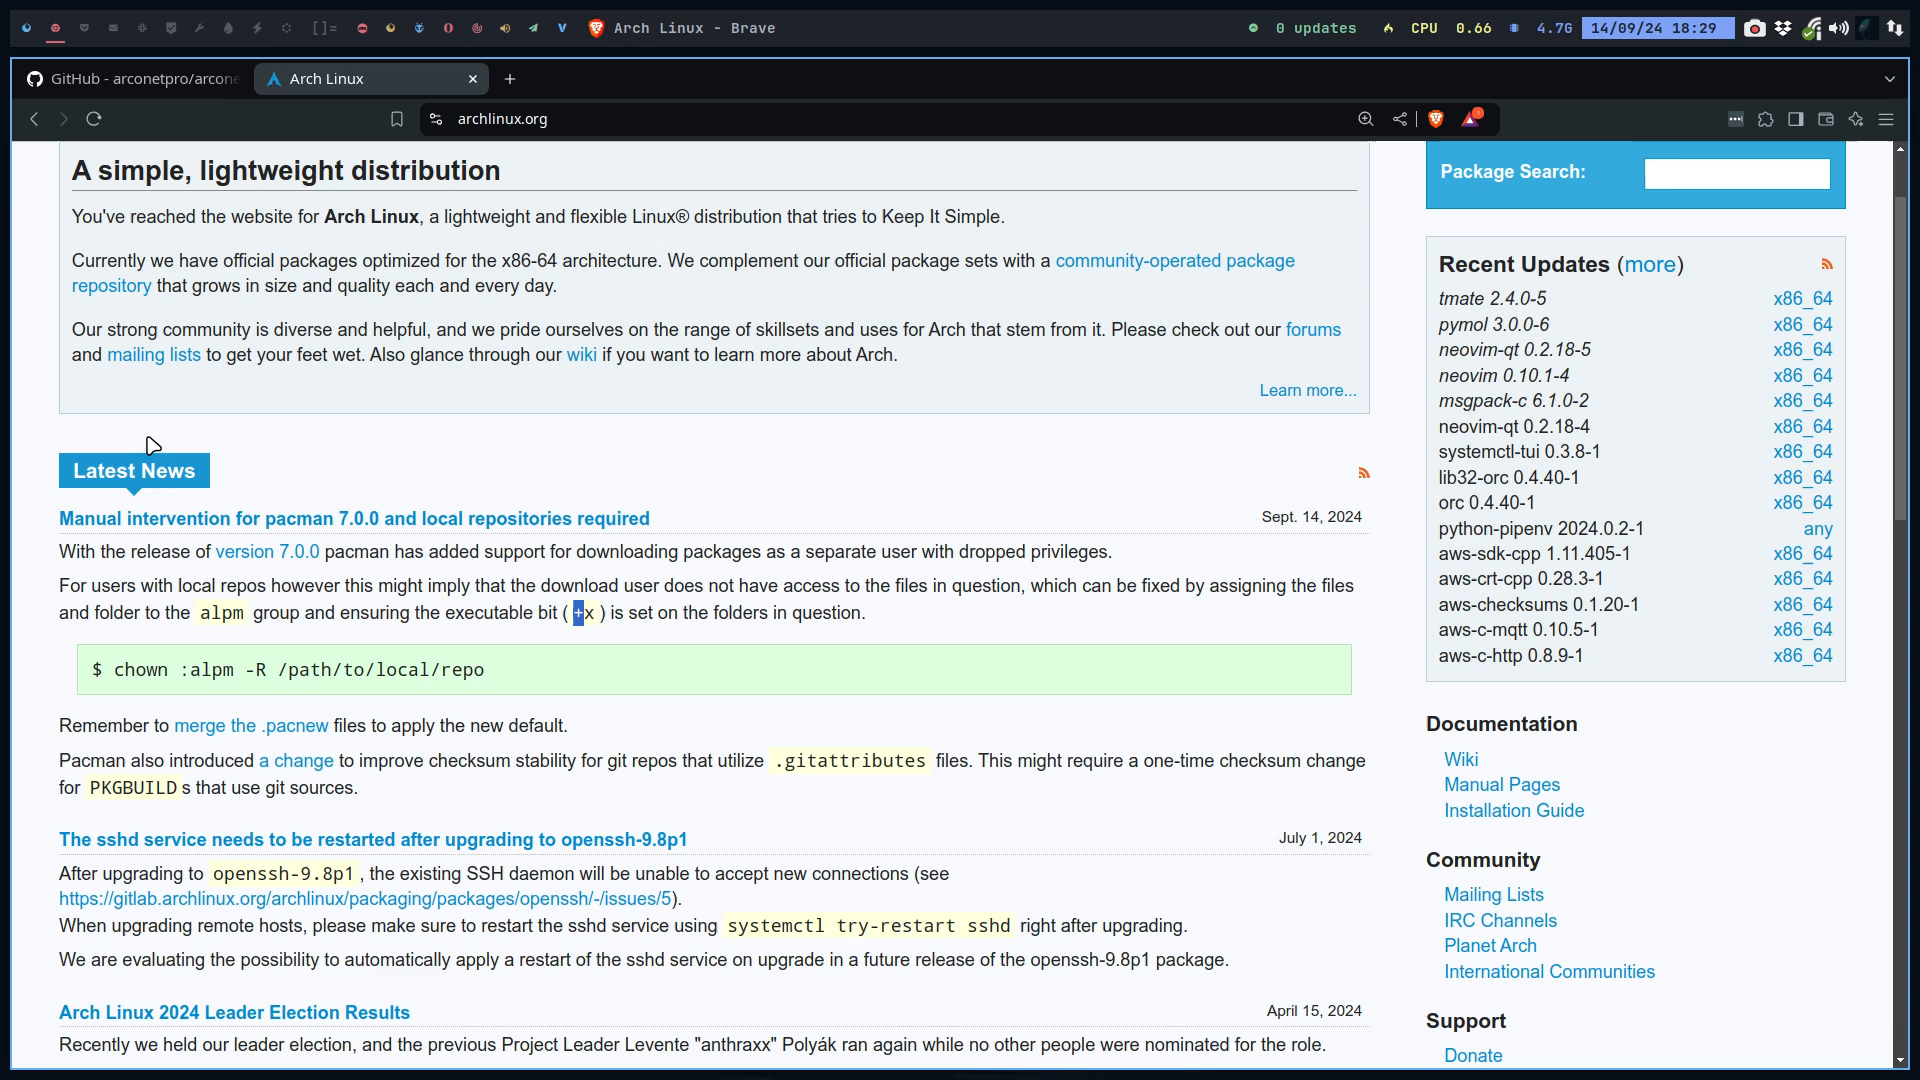 []= Arch Linux - Brave 0 updates CPU 0.66 4.7G 14/09/24 18:29
GitHub - arconetpro/arcone
Arch Linux
archlinux.org
A simple, lightweight distribution
You've reached the website for Arch Linux, a lightweight and flexible Linux® distribution that tries to Keep It Simple.
Currently we have official packages optimized for the x86-64 architecture. We complement our official package sets with a community-operated package
repository that grows in size and quality each and every day.
Our strong community is diverse and helpful, and we pride ourselves on the range of skillsets and uses for Arch that stem from it. Please check out our forums
and mailing lists to get your feet wet. Also glance through our wiki if you want to learn more about Arch.
Learn more...
Latest News
Manual intervention for pacman 7.0.0 and local repositories required Sept. 14, 2024
With the release of version 7.0.0 pacman has added support for downloading packages as a separate user with dropped privileges.
For users with local repos however this might imply that the download user does not have access to the files in question, which can be fixed by assigning the files
and folder to the alpm group and ensuring the executable bit ( +x ) is set on the folders in question.
$ chown :alpm -R /path/to/local/repo
Remember to merge the .pacnew files to apply the new default.
Pacman also introduced a change to improve checksum stability for git repos that utilize .gitattributes files. This might require a one-time checksum change
for PKGBUILD s that use git sources.
The sshd service needs to be restarted after upgrading to openssh-9.8p1 July 1, 2024
After upgrading to openssh-9.8p1 , the existing SSH daemon will be unable to accept new connections (see
https://gitlab.archlinux.org/archlinux/packaging/packages/openssh/-/issues/5).
When upgrading remote hosts, please make sure to restart the sshd service using systemctl try-restart sshd right after upgrading.
We are evaluating the possibility to automatically apply a restart of the sshd service on upgrade in a future release of the openssh-9.8p1 package.
Arch Linux 2024 Leader Election Results April 15, 2024
Recently we held our leader election, and the previous Project Leader Levente "anthraxx" Polyák ran again while no other people were nominated for the role.
Package Search:
Recent Updates (more)
tmate 2.4.0-5 x86_64
pymol 3.0.0-6 x86_64
neovim-qt 0.2.18-5 x86_64
neovim 0.10.1-4 x86_64
msgpack-c 6.1.0-2 x86_64
neovim-qt 0.2.18-4 x86_64
systemctl-tui 0.3.8-1 x86_64
lib32-orc 0.4.40-1 x86_64
orc 0.4.40-1 x86_64
python-pipenv 2024.0.2-1 any
aws-sdk-cpp 1.11.405-1 x86_64
aws-crt-cpp 0.28.3-1 x86_64
aws-checksums 0.1.20-1 x86_64
aws-c-mqtt 0.10.5-1 x86_64
aws-c-http 0.8.9-1 x86_64
Documentation
Wiki
Manual Pages
Installation Guide
Community
Mailing Lists
IRC Channels
Planet Arch
International Communities
Support
Donate